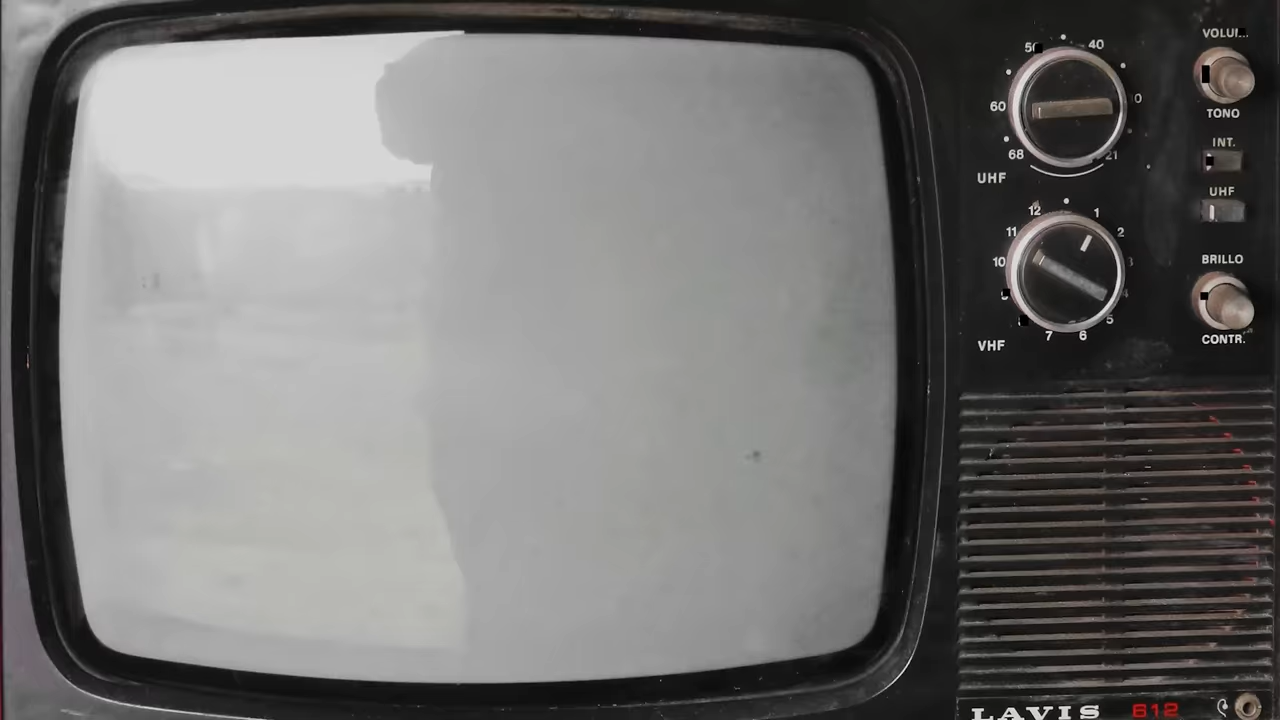 50 40
60 0
68 21
UHF
12 1
11 2
10 3
4
5
7 6
VHF
VOLU...
TONO
INT.
UHF
BRILLO
CONTR.
LAVIS 612